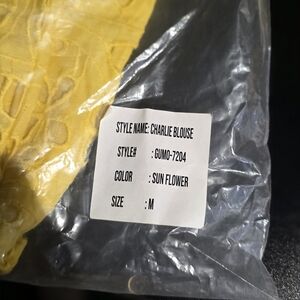 STYLE NAME: CHARLIE BLOUSE
STYLE# : GUMO-7204
COLOR : SUN FLOWER
SIZE : M